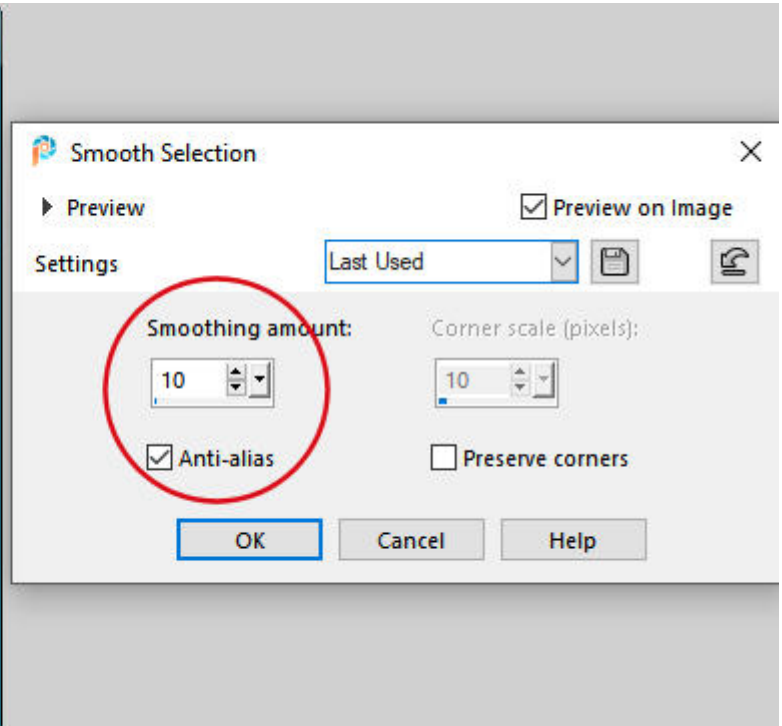 Smooth Selection
Preview
Preview on Image
Settings
Last Used
Smoothing amount:
Corner scale (pixels):
10
10
Anti-alias
Preserve corners
OK
Cancel
Help